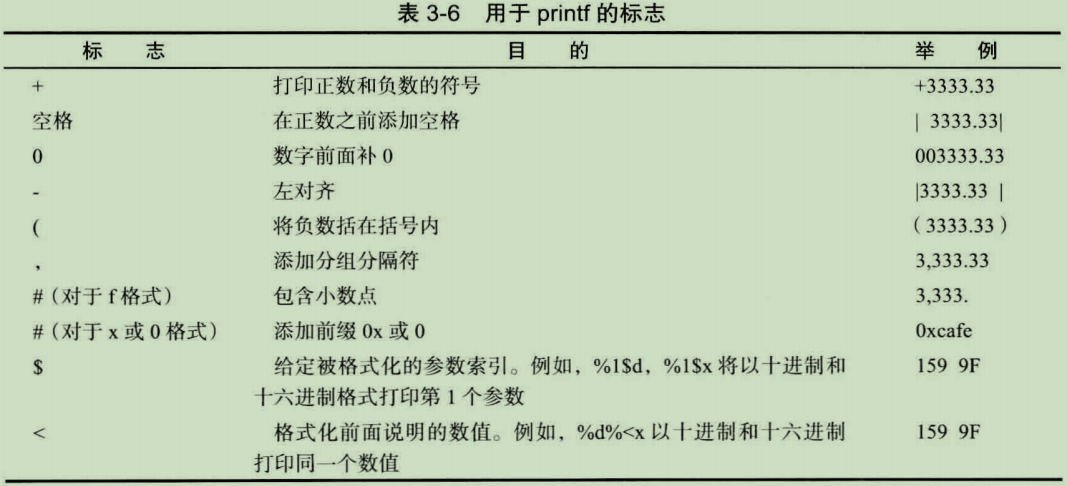 表 3-6 用于 printf 的标志
标 志 目 的 举 例
+ 打印正数和负数的符号 +3333.33
空格 在正数之前添加空格 | 3333.33|
0 数字前面补 0 003333.33
- 左对齐 |3333.33 |
( 将负数括在括号内 (3333.33)
, 添加分组分隔符 3,333.33
#(对于 f 格式) 包含小数点 3,333.
#(对于 x 或 0 格式) 添加前缀 0x 或 0 0xcafe
$ 给定被格式化的参数索引。例如，%1$d，%1$x 将以十进制和 159 9F
十六进制格式打印第 1 个参数
< 格式化前面说明的数值。例如，%d%<x 以十进制和十六进制 159 9F
打印同一个数值